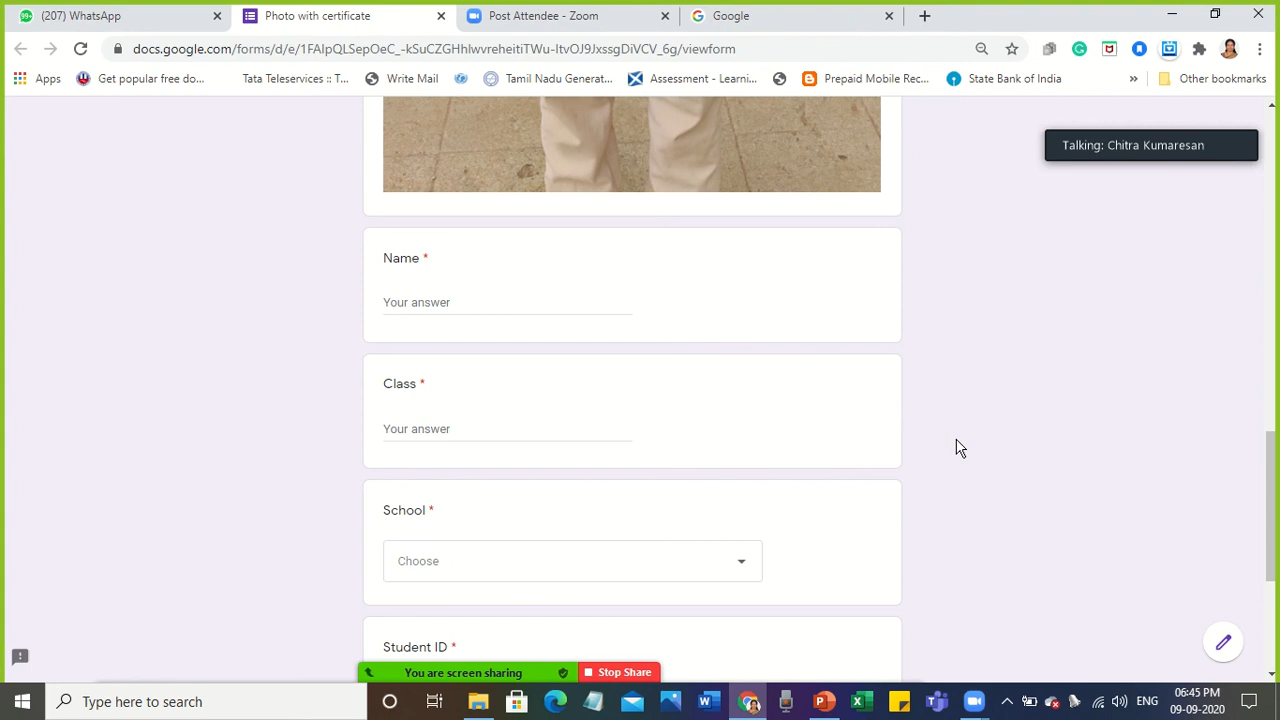 (207) WhatsApp
Photo with certificate
Post Attendee - Zoom
Google
docs.google.com/forms/d/e/1FAIpQLSepOeC_-kSuCZGHhlwvreheitiTWu-ItvOJ9JxssgDiVCV_6g/viewform
Apps
Get popular free do...
Tata Teleservices :: T...
Write Mail
Tamil Nadu Generat...
Assessment - Learni...
Prepaid Mobile Rec...
State Bank of India
»
Other bookmarks
Talking: Chitra Kumaresan
Name *
Your answer
Class *
Your answer
School *
Choose
Student ID *
You are screen sharing
Stop Share
Type here to search
ENG
06:45 PM
09-09-2020